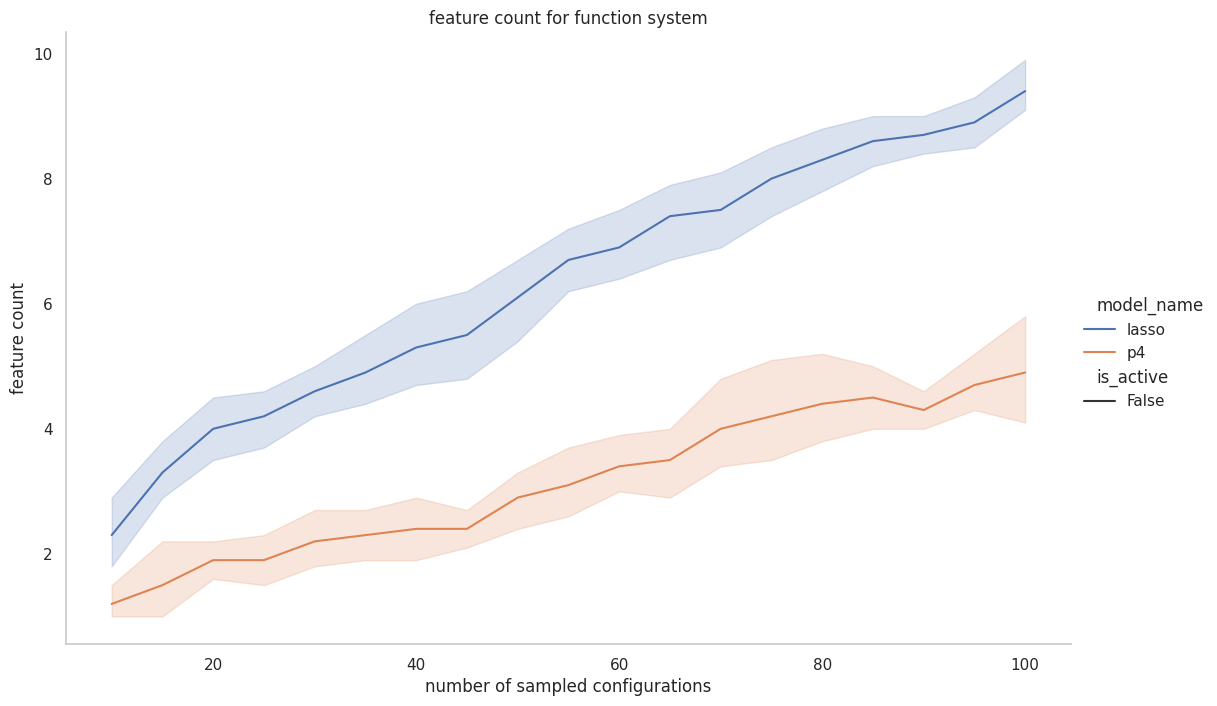 feature count for function system
feature count
10
8
6
4
2
20
40
60
80
100
number of sampled configurations
model_name
lasso
p4
is_active
False